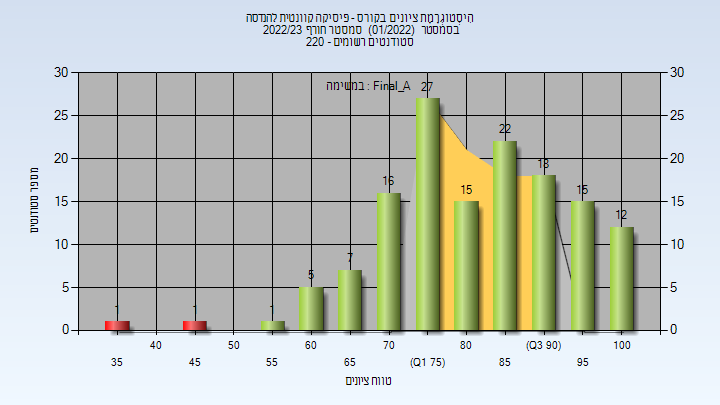 היסטוגרמת ציונים בקורס - פיסיקה קוונטית להנדסה
בסמסטר (01/2022) סמסטר חורף 2022/23
סטודנטים רשומים - 220
במשימה : Final_A
מספר סטודנטים
30 30
25 25
20 20
15 15
10 10
5 5
0 0
1 1 1 5 7 16 27 15 22 18 15 12
40 50 60 70 80 (Q3 90) 100
35 45 55 65 (Q1 75) 85 95
טווח ציונים